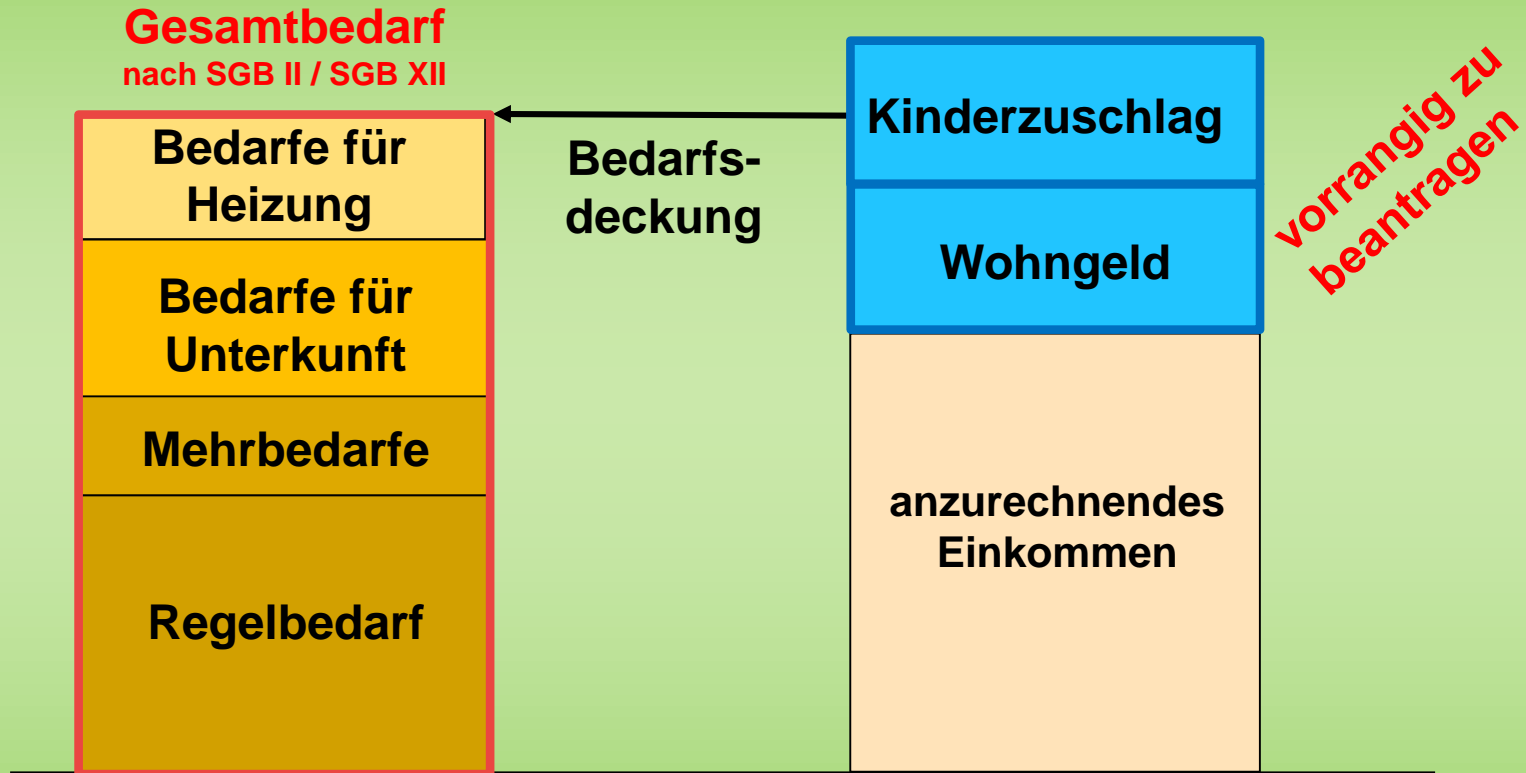 Gesamtbedarf
nach SGB II / SGB XII
Bedarfe für
Heizung
Bedarfe für
Unterkunft
Mehrbedarfe
Regelbedarf
Bedarfs-
deckung
Kinderzuschlag
Wohngeld
anzurechnendes
Einkommen
vorrangig zu
beantragen